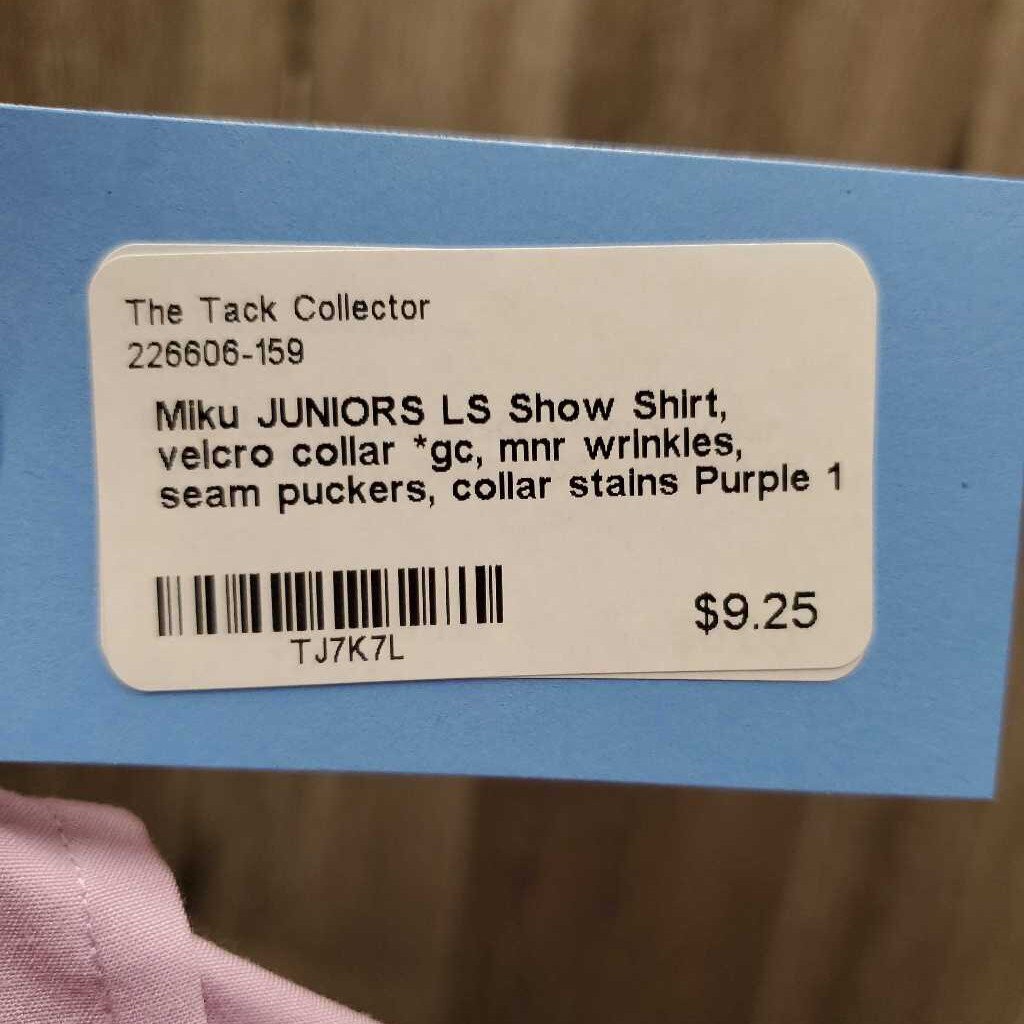 The Tack Collector
226606-159
Miku JUNIORS LS Show Shirt,
velcro collar *gc, mnr wrinkles,
seam puckers, collar stains Purple 1
TJ7K7L
$9.25